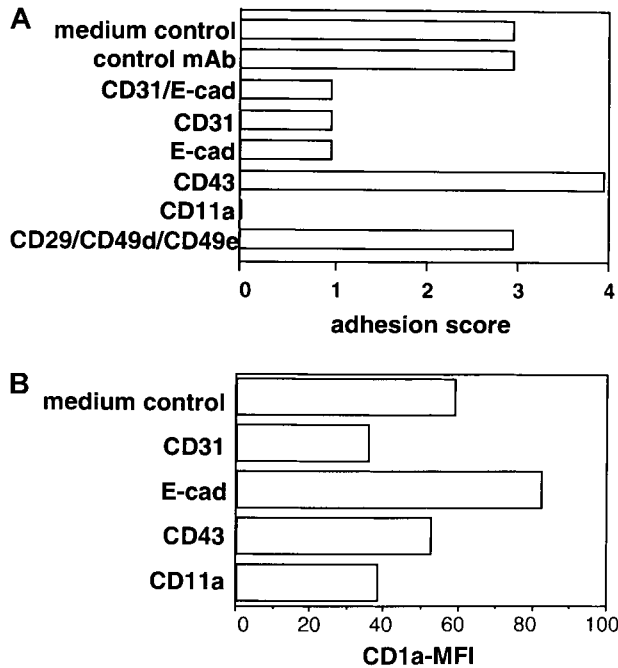 A
medium control
control mAb
CD31/E-cad
CD31
E-cad
CD43
CD11a
CD29/CD49d/CD49e
0 1 2 3 4
adhesion score
B
medium control
CD31
E-cad
CD43
CD11a
0 20 40 60 80 100
CD1a-MFI